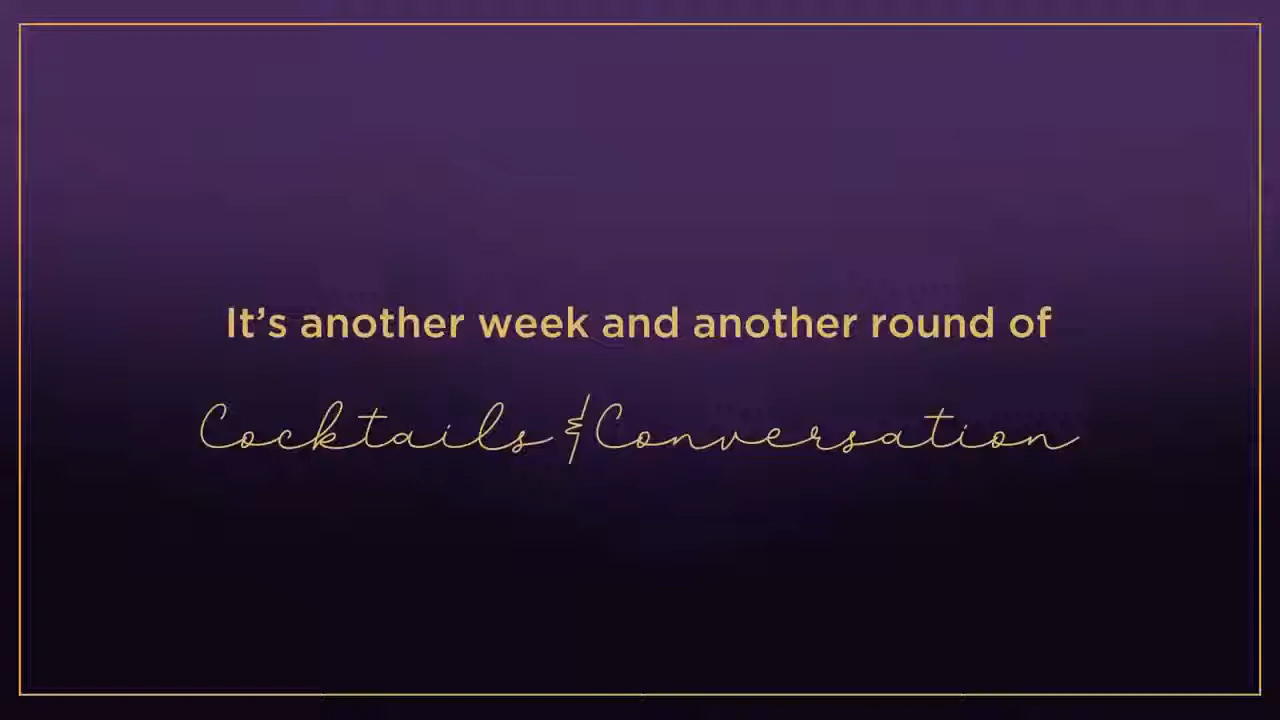 It’s another week and another round of
Cocktails & Conversation